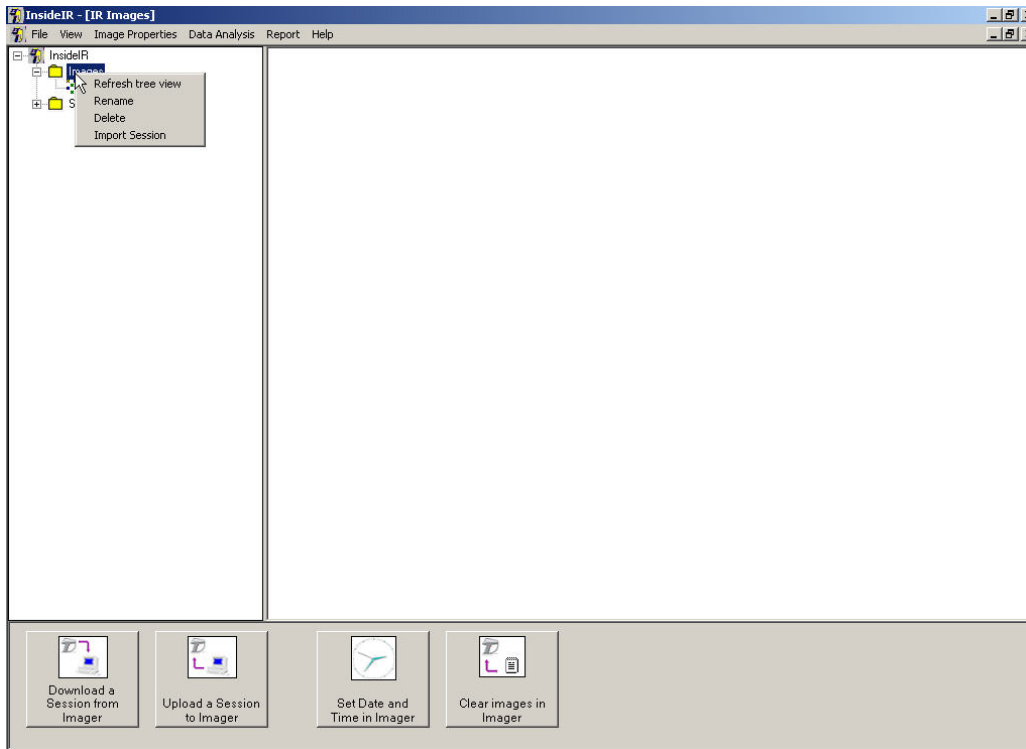 InsideIR - [IR Images]
File View Image Properties Data Analysis Report Help
InsideIR
Images
Refresh tree view
S Rename
Delete
Import Session
Download a
Session from
Imager
Upload a Session
to Imager
Set Date and
Time in Imager
Clear images in
Imager